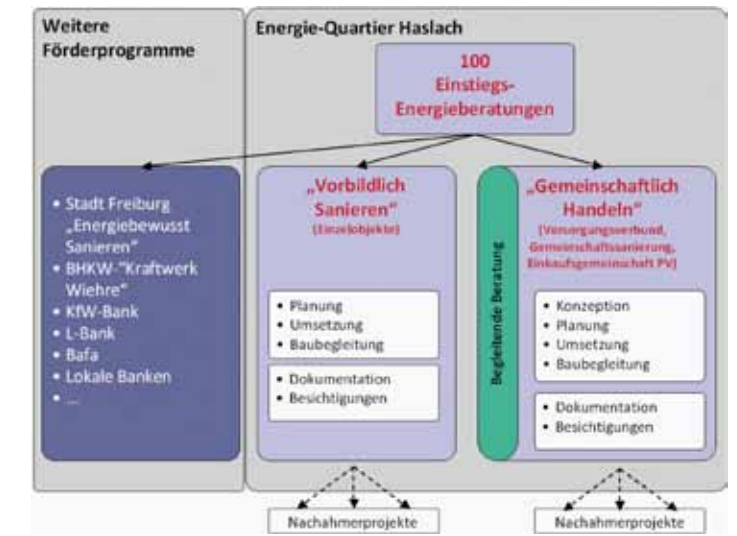 Weitere
Förderprogramme
Energie-Quartier Haslach
100
Einstiegs-
Energieberatungen
• Stadt Freiburg
„Energiebewusst
Sanieren“
• BHKW-“Kraftwerk
Wiehre“
• KfW-Bank
• L-Bank
• Bafa
• Lokale Banken
• ...
„Vorbildlich
Sanieren“
(Einzelobjekte)
• Planung
• Umsetzung
• Baubegleitung
• Dokumentation
• Besichtigungen
Nachahmerprojekte
Begleitende Beratung
„Gemeinschaftlich
Handeln“
(Versorgungsverbund,
Gemeinschaftssanierung,
Einkaufsgemeinschaft PV)
• Konzeption
• Planung
• Umsetzung
• Baubegleitung
• Dokumentation
• Besichtigungen
Nachahmerprojekte